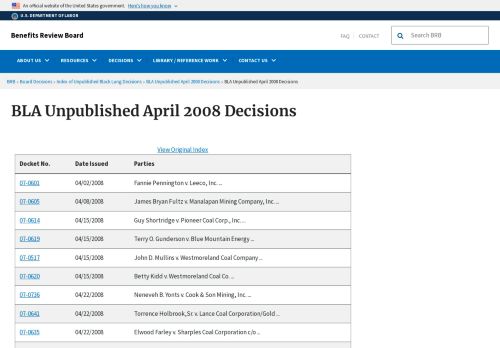 An official website of the United States government. Here's how you know
U.S. DEPARTMENT OF LABOR
Benefits Review Board
FAQ CONTACT Search BRB
ABOUT US RESOURCES DECISIONS LIBRARY / REFERENCE WORK CONTACT US
BRB » Board Decisions » Index of Unpublished Black Lung Decisions » BLA Unpublished April 2008 Decisions » BLA Unpublished April 2008 Decisions
BLA Unpublished April 2008 Decisions
View Original Index
Docket No. Date Issued Parties
07-0601 04/02/2008 Fannie Pennington v. Leeco, Inc. ...
07-0605 04/08/2008 James Bryan Fultz v. Manalapan Mining Company, Inc. ...
07-0614 04/15/2008 Guy Shortridge v. Pioneer Coal Corp., Inc. ...
07-0619 04/15/2008 Terry O. Gunderson v. Blue Mountain Energy ...
07-0517 04/15/2008 John D. Mullins v. Westmoreland Coal Company ...
07-0620 04/15/2008 Betty Kidd v. Westmoreland Coal Co. ...
07-0736 04/22/2008 Neneveh B. Yonts v. Cook & Son Mining, Inc. ...
07-0641 04/22/2008 Torrence Holbrook, Sr. v. Lance Coal Corporation/Gold ...
07-0635 04/22/2008 Elwood Farley v. Sharples Coal Corporation c/o ...